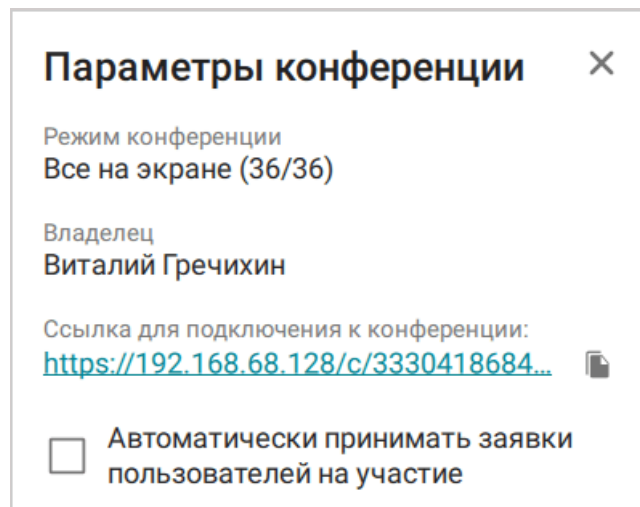 Параметры конференции
Режим конференции
Все на экране (36/36)
Владелец
Виталий Гречихин
Ссылка для подключения к конференции:
https://192.168.68.128/c/3330418684...
Автоматически принимать заявки
пользователей на участие